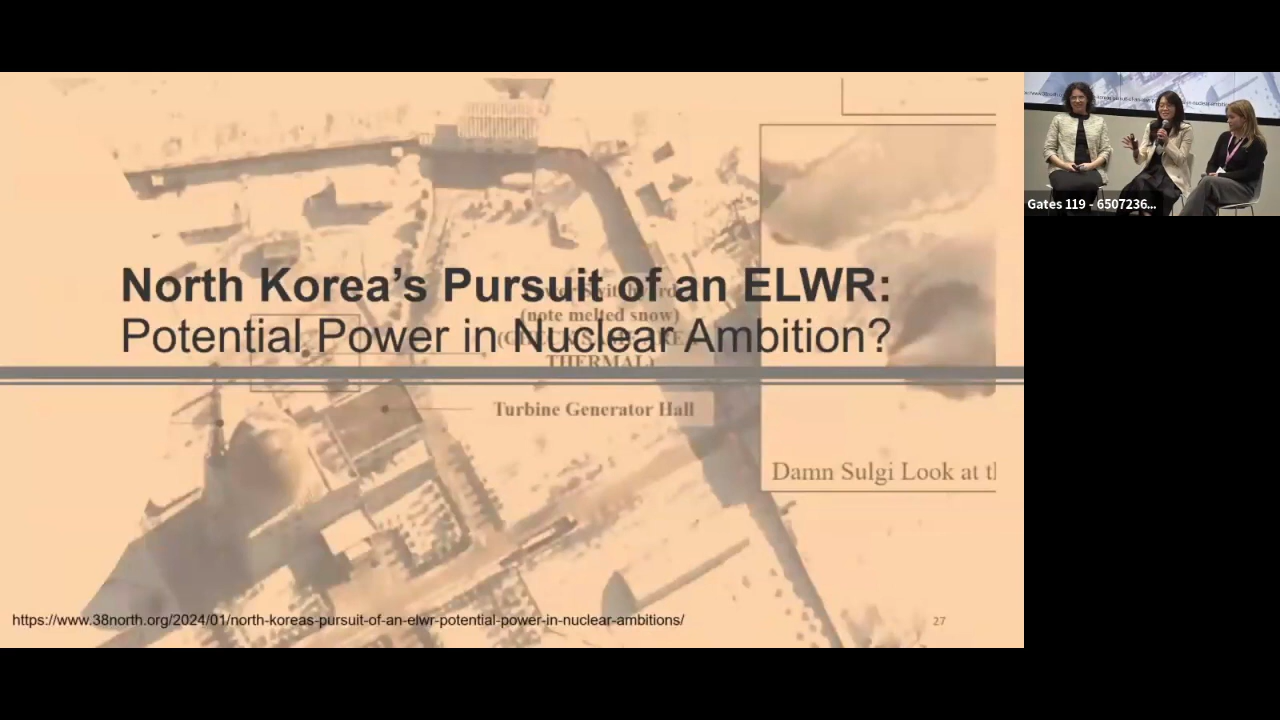 North Korea’s Pursuit of an ELWR:
Potential Power in Nuclear Ambition?
(note melted snow)
THERMAL)
Turbine Generator Hall
Damn Sulgi Look at tl
https://www.38north.org/2024/01/north-koreas-pursuit-of-an-elwr-potential-power-in-nuclear-ambitions/
27
Gates 119 - 6507236...